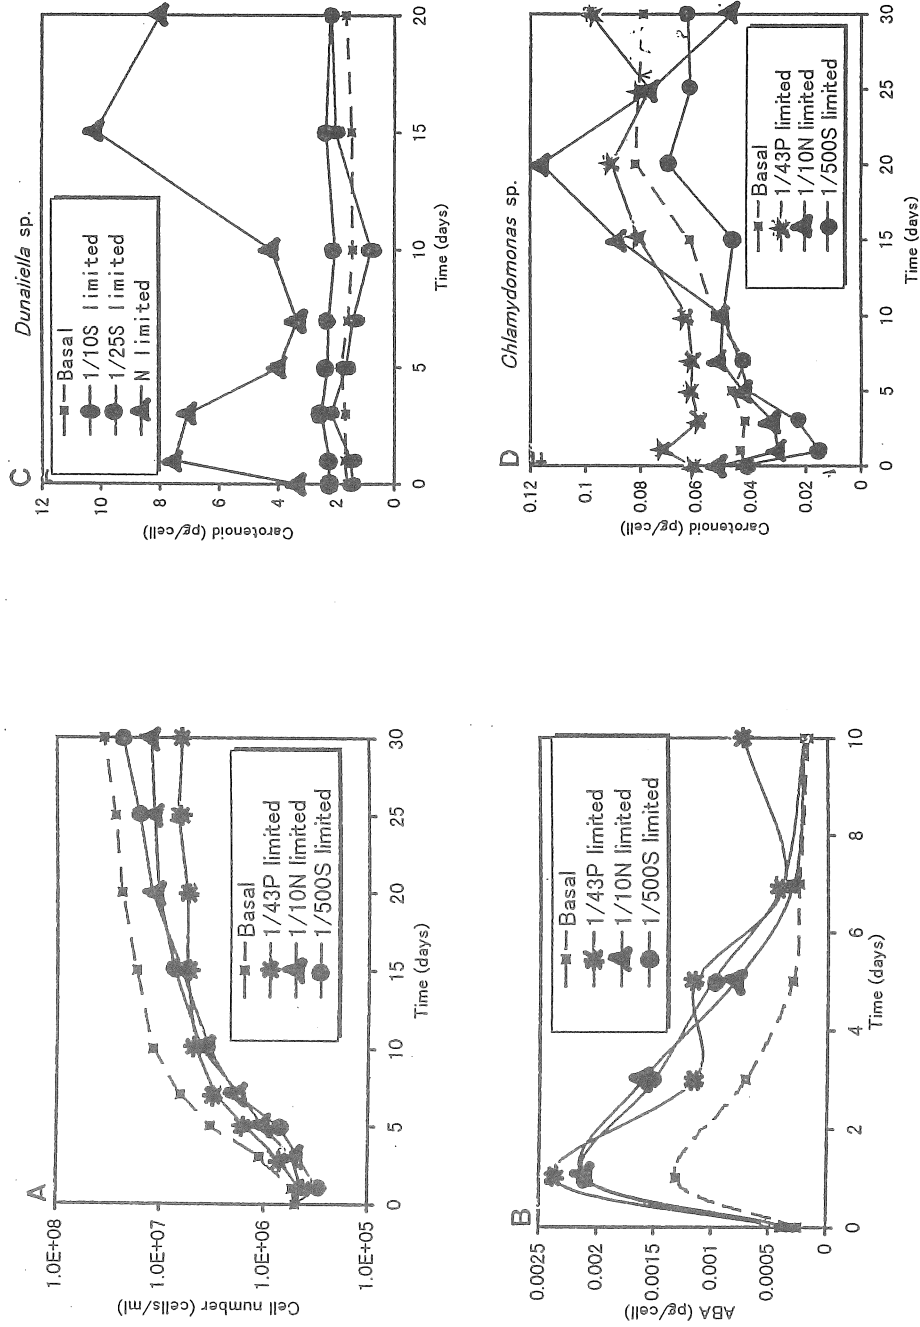 A
1.0E+08
1.0E+07
1.0E+06
1.0E+05
Cell number (cells/ml)
0 5 10 15 20 25 30
Time (days)
Basal
1/43P limited
1/10N limited
1/500S limited
B
0.0025
0.002
0.0015
0.001
0.0005
0
ABA (pg/cell)
0 2 4 6 8 10
Time (days)
Basal
1/43P limited
1/10N limited
1/500S limited
C
Dunaliella sp.
12
10
8
6
4
2
0
Carotenoid (pg/cell)
0 5 10 15 20
Time (days)
Basal
1/10S limited
1/25S limited
N limited
D
Chlamydomonas sp.
0.12
0.1
0.08
0.06
0.04
0.02
0
Carotenoid (pg/cell)
0 5 10 15 20 25 30
Time (days)
Basal
1/43P limited
1/10N limited
1/500S limited